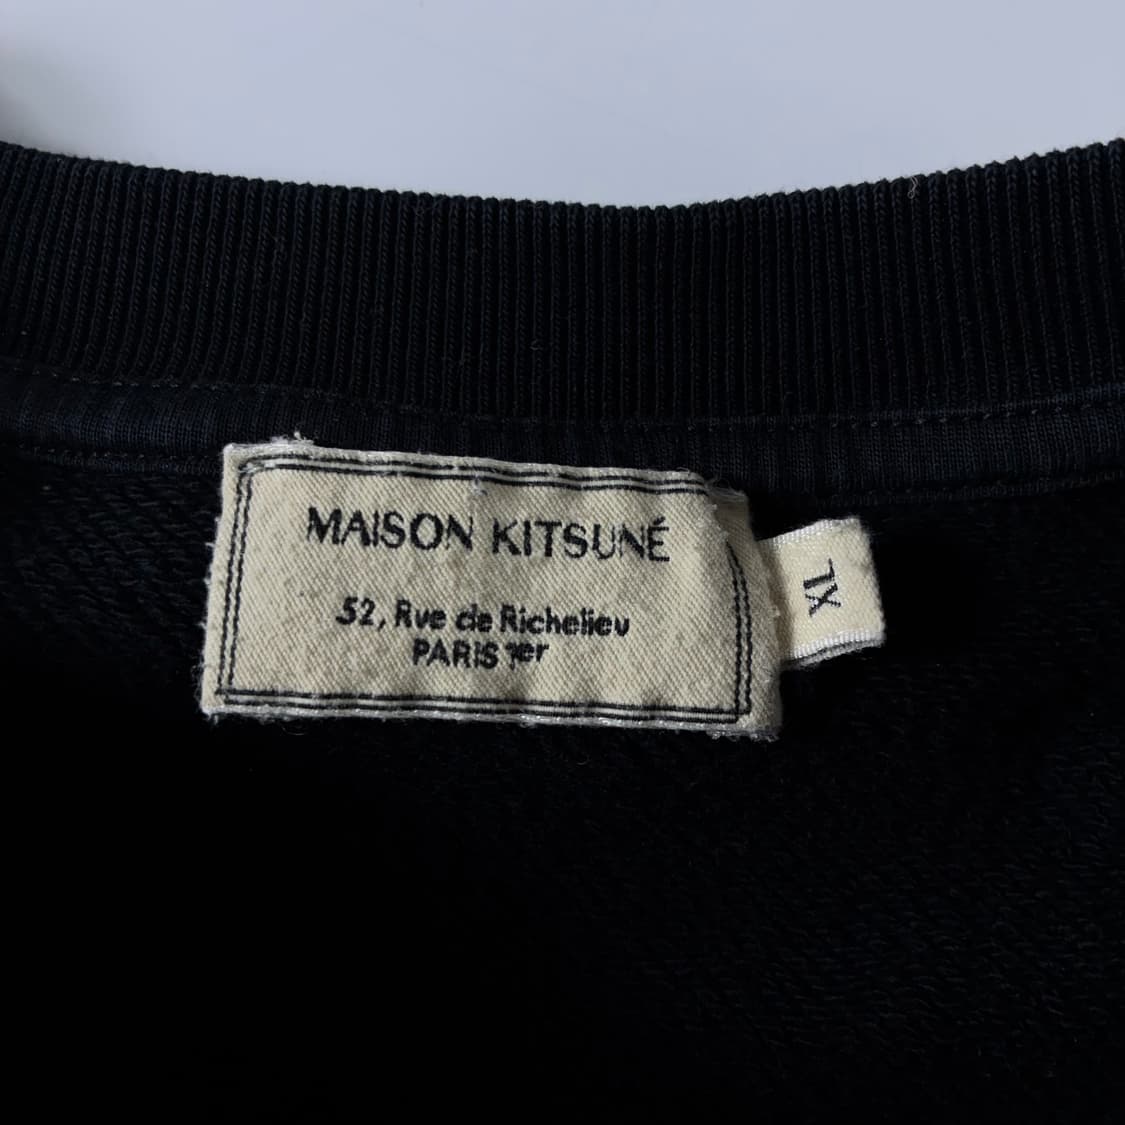 MAISON KITSUNÉ
52, Rue de Richelieu
PARIS 1er
XL